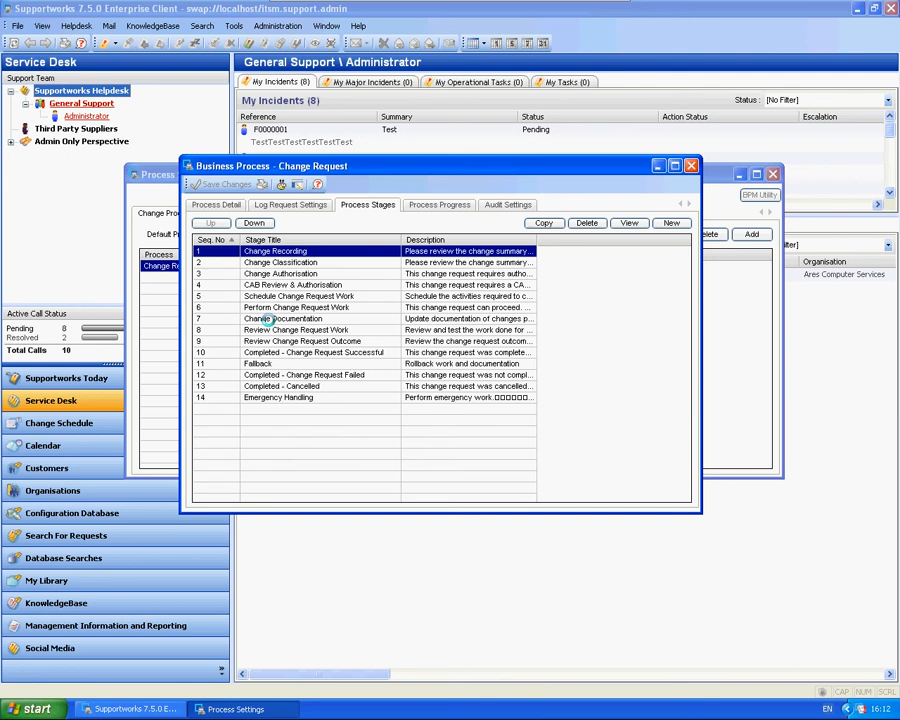 Supportworks 7.5.0 Enterprise Client - swap://localhost/itsm.support.admin
File View Helpdesk Mail KnowledgeBase Search Tools Administration Window Help
Service Desk
General Support \ Administrator
Support Team
Supportworks Helpdesk
General Support
Administrator
Third Party Suppliers
Admin Only Perspective
My Incidents (8) My Major Incidents (0) My Operational Tasks (0) My Tasks (0)
My Incidents (8) Status : [No Filter]
Reference Summary Status Action Status Escalation
F0000001 Test Pending
TestTestTestTestTestTest
Process
BPM Utility
Change Pro
Default P
Add
Process
Change Re
Business Process - Change Request
Save Changes
Process Detail Log Request Settings Process Stages Process Progress Audit Settings
Up Down Copy Delete View New
Seq. No Stage Title Description
1 Change Recording Please review the change summary...
2 Change Classification Please review the change summary...
3 Change Authorisation This change request requires autho...
4 CAB Review & Authorisation This change request requires a CA...
5 Schedule Change Request Work Schedule the activities required to c...
6 Perform Change Request Work This change request can proceed. ...
7 Change Documentation Update documentation of changes p...
8 Review Change Request Work Review and test the work done for ...
9 Review Change Request Outcome Review the change request outcom...
10 Completed - Change Request Successful This change request was complete...
11 Fallback Rollback work and documentation
12 Completed - Change Request Failed This change request was not compl...
13 Completed - Cancelled This change request was cancelled...
14 Emergency Handling Perform emergency work.
[No Filter]
Organisation
Ares Computer Services
Active Call Status
Pending 8
Resolved 2
Total Calls 10
Supportworks Today
Service Desk
Change Schedule
Calendar
Customers
Organisations
Configuration Database
Search For Requests
Database Searches
My Library
KnowledgeBase
Management Information and Reporting
Social Media
CAP NUM SCRL
start Supportworks 7.5.0 E... Process Settings EN 16:12